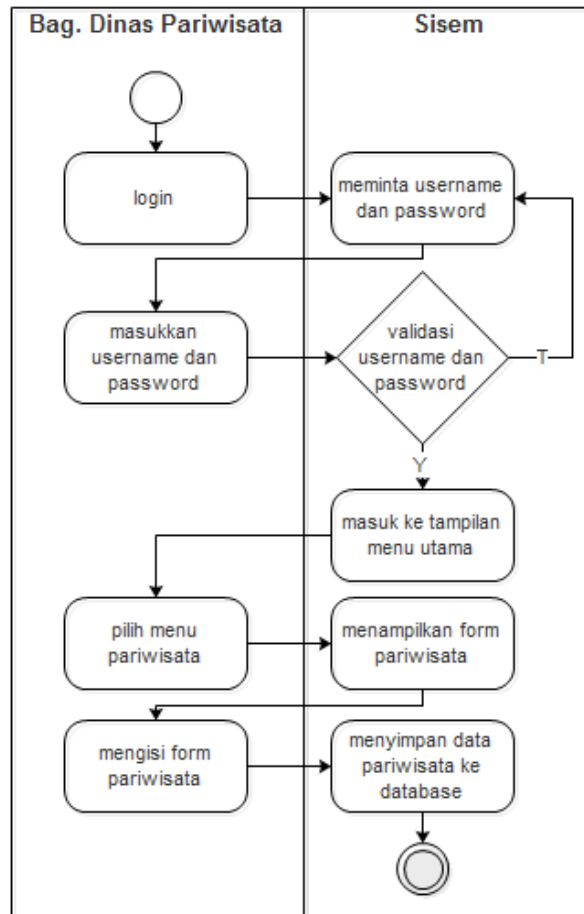 Bag. Dinas Pariwisata
Sisem
login
meminta username
dan password
masukkan
username dan
password
validasi
username dan
password
T
Y
masuk ke tampilan
menu utama
pilih menu
pariwisata
menampilkan form
pariwisata
mengisi form
pariwisata
menyimpan data
pariwisata ke
database